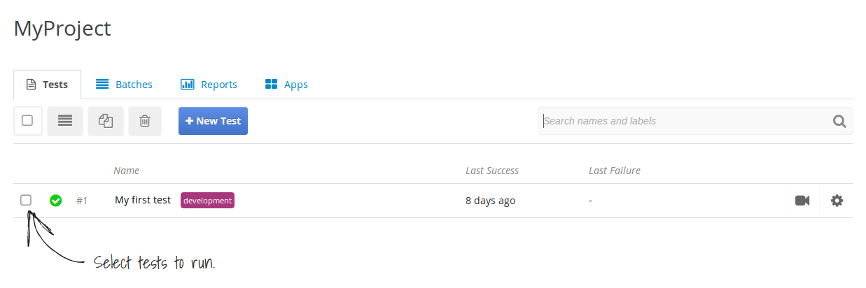 MyProject
Tests Batches Reports Apps
+ New Test Search names and labels
Name Last Success Last Failure
#1 My first test development 8 days ago -
Select tests to run.